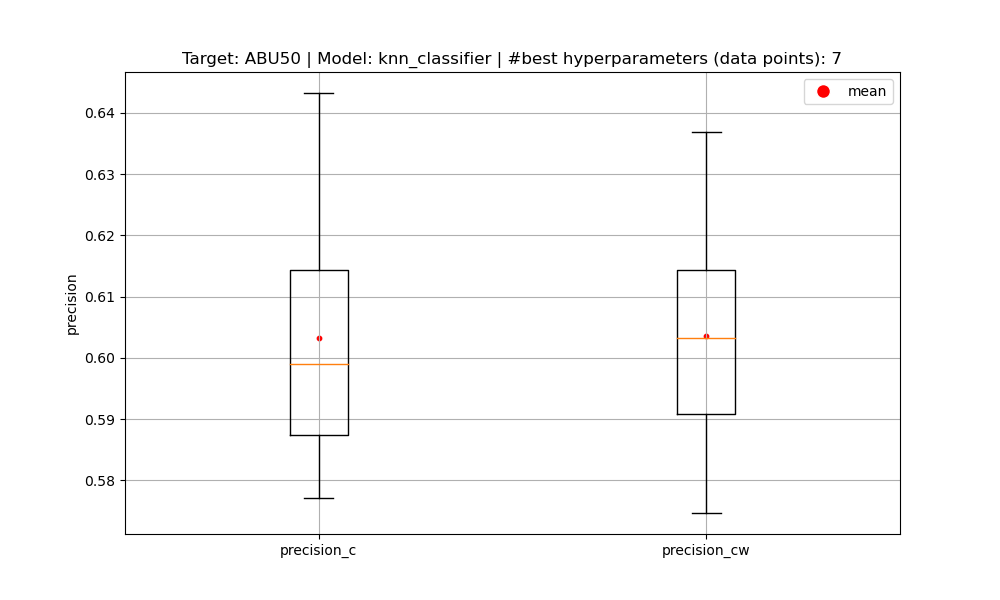 Target: ABU50 | Model: knn_classifier | #best hyperparameters (data points): 7
mean
0.64
0.63
0.62
0.61
0.60
0.59
0.58
precision
precision_c
precision_cw